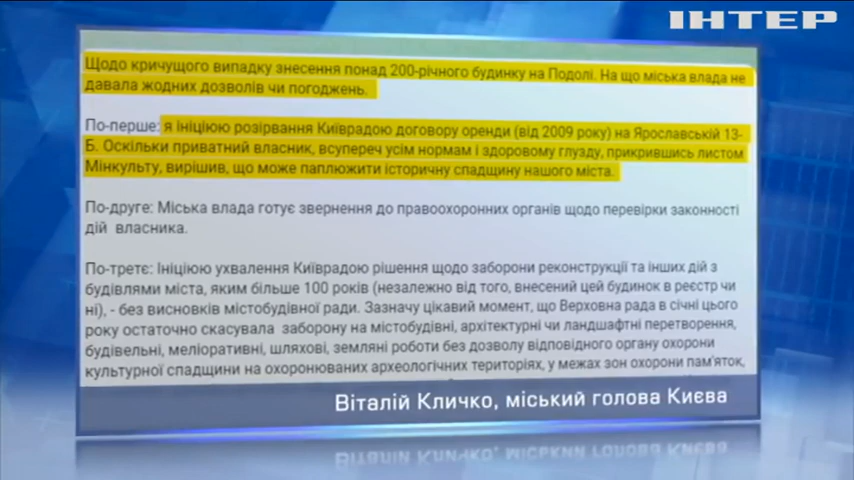 ІНТЕР
Щодо кричущого випадку знесення понад 200-річного будинку на Подолі. На що міська влада не
давала жодних дозволів чи погоджень.
По-перше: я ініціюю розірвання Київрадою договору оренди (від 2009 року) на Ярославській 13-
Б. Оскільки приватний власник, всупереч усім нормам і здоровому глузду, прикрившись листом
Мінкульту, вирішив, що може паплюжити історичну спадщину нашого міста.
По-друге: Міська влада готує звернення до правоохоронних органів щодо перевірки законності
дій власника.
По-третє: Ініціюю ухвалення Київрадою рішення щодо заборони реконструкції та інших дій з
будівлями міста, яким більше 100 років (незалежно від того, внесений цей будинок в реєстр чи
ні), - без висновків містобудівної ради. Зазначу цікавий момент, що Верховна рада в січні цього
року остаточно скасувала заборону на містобудівні, архітектурні чи ландшафтні перетворення,
будівельні, меліоративні, шляхові, земляні роботи без дозволу відповідного органу охорони
культурної спадщини на охоронюваних археологічних територіях, у межах зон охорони пам'яток,
Віталій Кличко, міський голова Києва